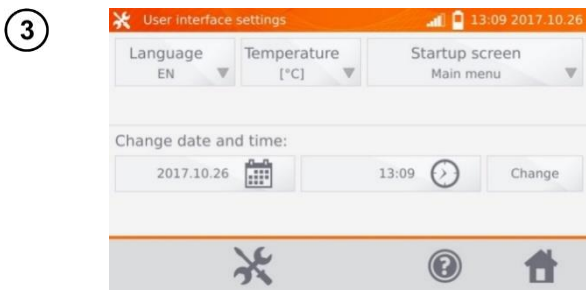 3
User interface settings 13:09 2017.10.26
Language Temperature Startup screen
EN [°C] Main menu
Change date and time:
2017.10.26 13:09 Change